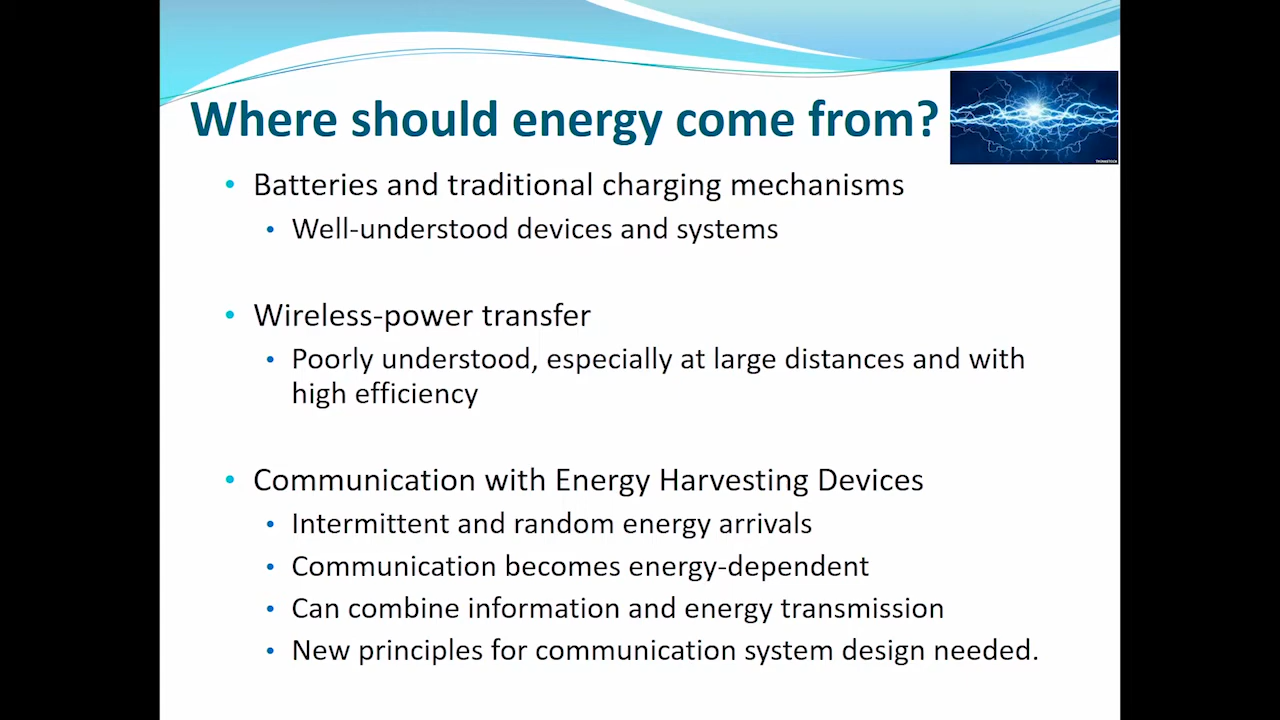 Where should energy come from?
• Batteries and traditional charging mechanisms
• Well-understood devices and systems
• Wireless-power transfer
• Poorly understood, especially at large distances and with
high efficiency
• Communication with Energy Harvesting Devices
• Intermittent and random energy arrivals
• Communication becomes energy-dependent
• Can combine information and energy transmission
• New principles for communication system design needed.